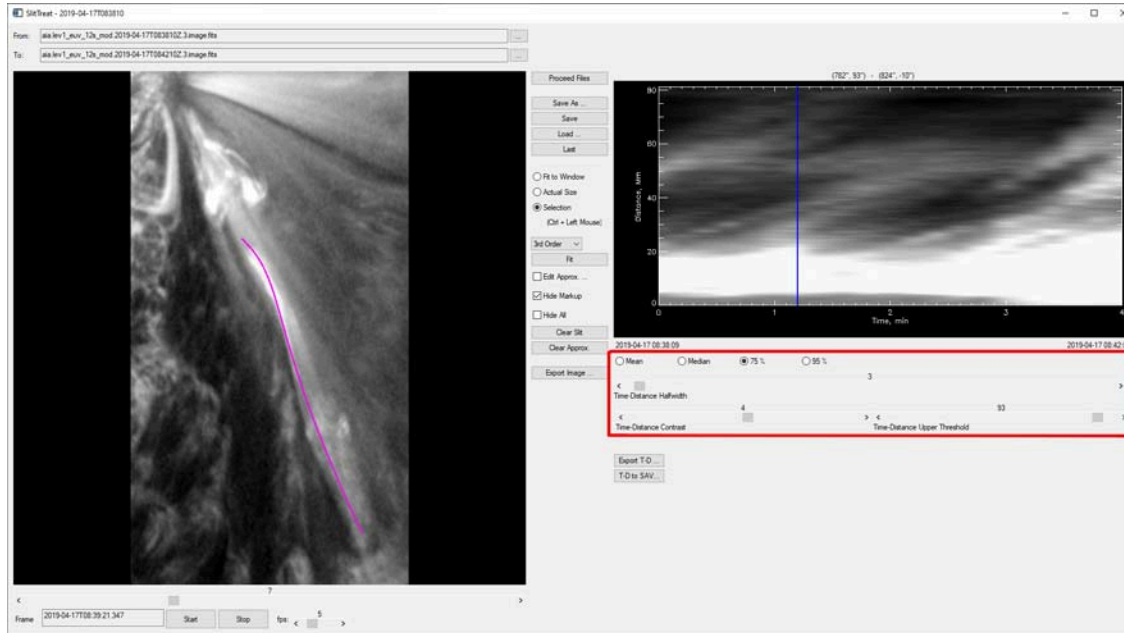 SlitTreat - 2019-04-17T083810
From: aia.lev1_euv_12s_mod.2019-04-17T083810Z.3.image.fits ...
To: aia.lev1_euv_12s_mod.2019-04-17T084210Z.3.image.fits ...
Proceed Files
Save As ...
Save
Load ...
Last
Fit to Window
Actual Size
Selection
(Ctrl + Left Mouse)
3rd Order
Fit
Edit Approx. ...
Hide Markup
Hide All
Clear Slit
Clear Approx.
Export Image ...
7
Frame 2019-04-17T08:39:21.347 Start Stop fps: 5
(782", 93") - (824", -10")
80
60
40
20
0
Distance, Mm
0 1 2 3 4
Time, min
2019-04-17 08:38:09 2019-04-17 08:42:
Mean Median 75 % 95 %
3
Time-Distance Halfwidth
4 93
Time-Distance Contrast Time-Distance Upper Threshold
Export T-D ...
T-D to SAV...